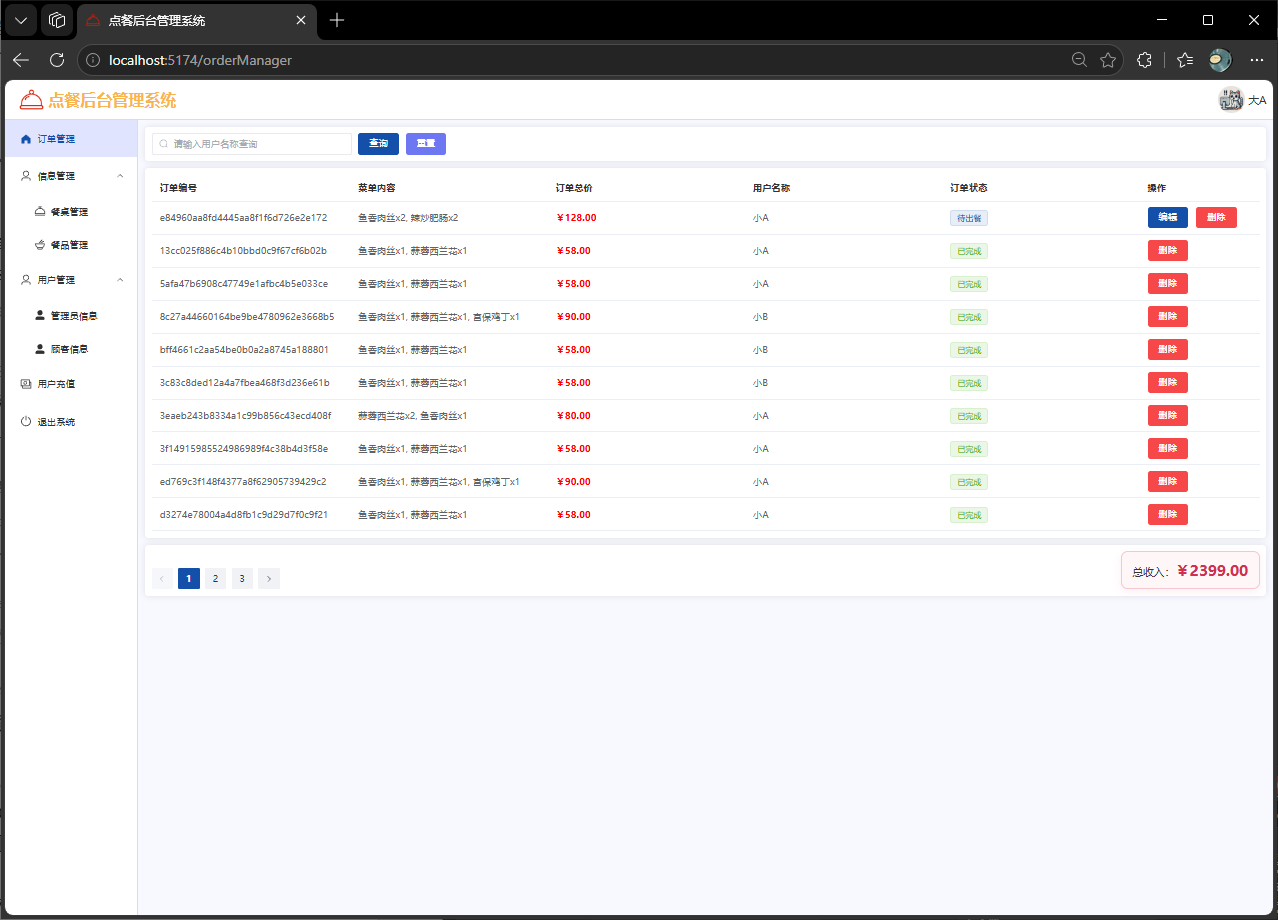 点餐后台管理系统
localhost:5174/orderManager
点餐后台管理系统
大A
订单管理
信息管理
餐桌管理
餐品管理
用户管理
管理员信息
顾客信息
用户充值
退出系统
请输入用户名称查询 查询 重置
订单编号 菜单内容 订单总价 用户名称 订单状态 操作
e84960aa8fd4445aa8f1f6d726e2e172 鱼香肉丝x2, 辣炒肥肠x2 ￥128.00 小A 待出餐 编辑 删除
13cc025f886c4b10bbd0c9f67cf6b02b 鱼香肉丝x1, 蒜蓉西兰花x1 ￥58.00 小A 已完成 删除
5afa47b6908c47749e1afbc4b5e033ce 鱼香肉丝x1, 蒜蓉西兰花x1 ￥58.00 小A 已完成 删除
8c27a44660164be9be4780962e3668b5 鱼香肉丝x1, 蒜蓉西兰花x1, 宫保鸡丁x1 ￥90.00 小B 已完成 删除
bff4661c2aa54be0b0a2a8745a188801 鱼香肉丝x1, 蒜蓉西兰花x1 ￥58.00 小B 已完成 删除
3c83c8ded12a4a7fbea468f3d236e61b 鱼香肉丝x1, 蒜蓉西兰花x1 ￥58.00 小B 已完成 删除
3eaeb243b8334a1c99b856c43ecd408f 蒜蓉西兰花x2, 鱼香肉丝x1 ￥80.00 小A 已完成 删除
3f14915985524986989f4c38b4d3f58e 鱼香肉丝x1, 蒜蓉西兰花x1 ￥58.00 小A 已完成 删除
ed769c3f148f4377a8f62905739429c2 鱼香肉丝x1, 蒜蓉西兰花x1, 宫保鸡丁x1 ￥90.00 小A 已完成 删除
d3274e78004a4d8fb1c9d29d7f0c9f21 鱼香肉丝x1, 蒜蓉西兰花x1 ￥58.00 小A 已完成 删除
1 2 3
总收入： ￥2399.00